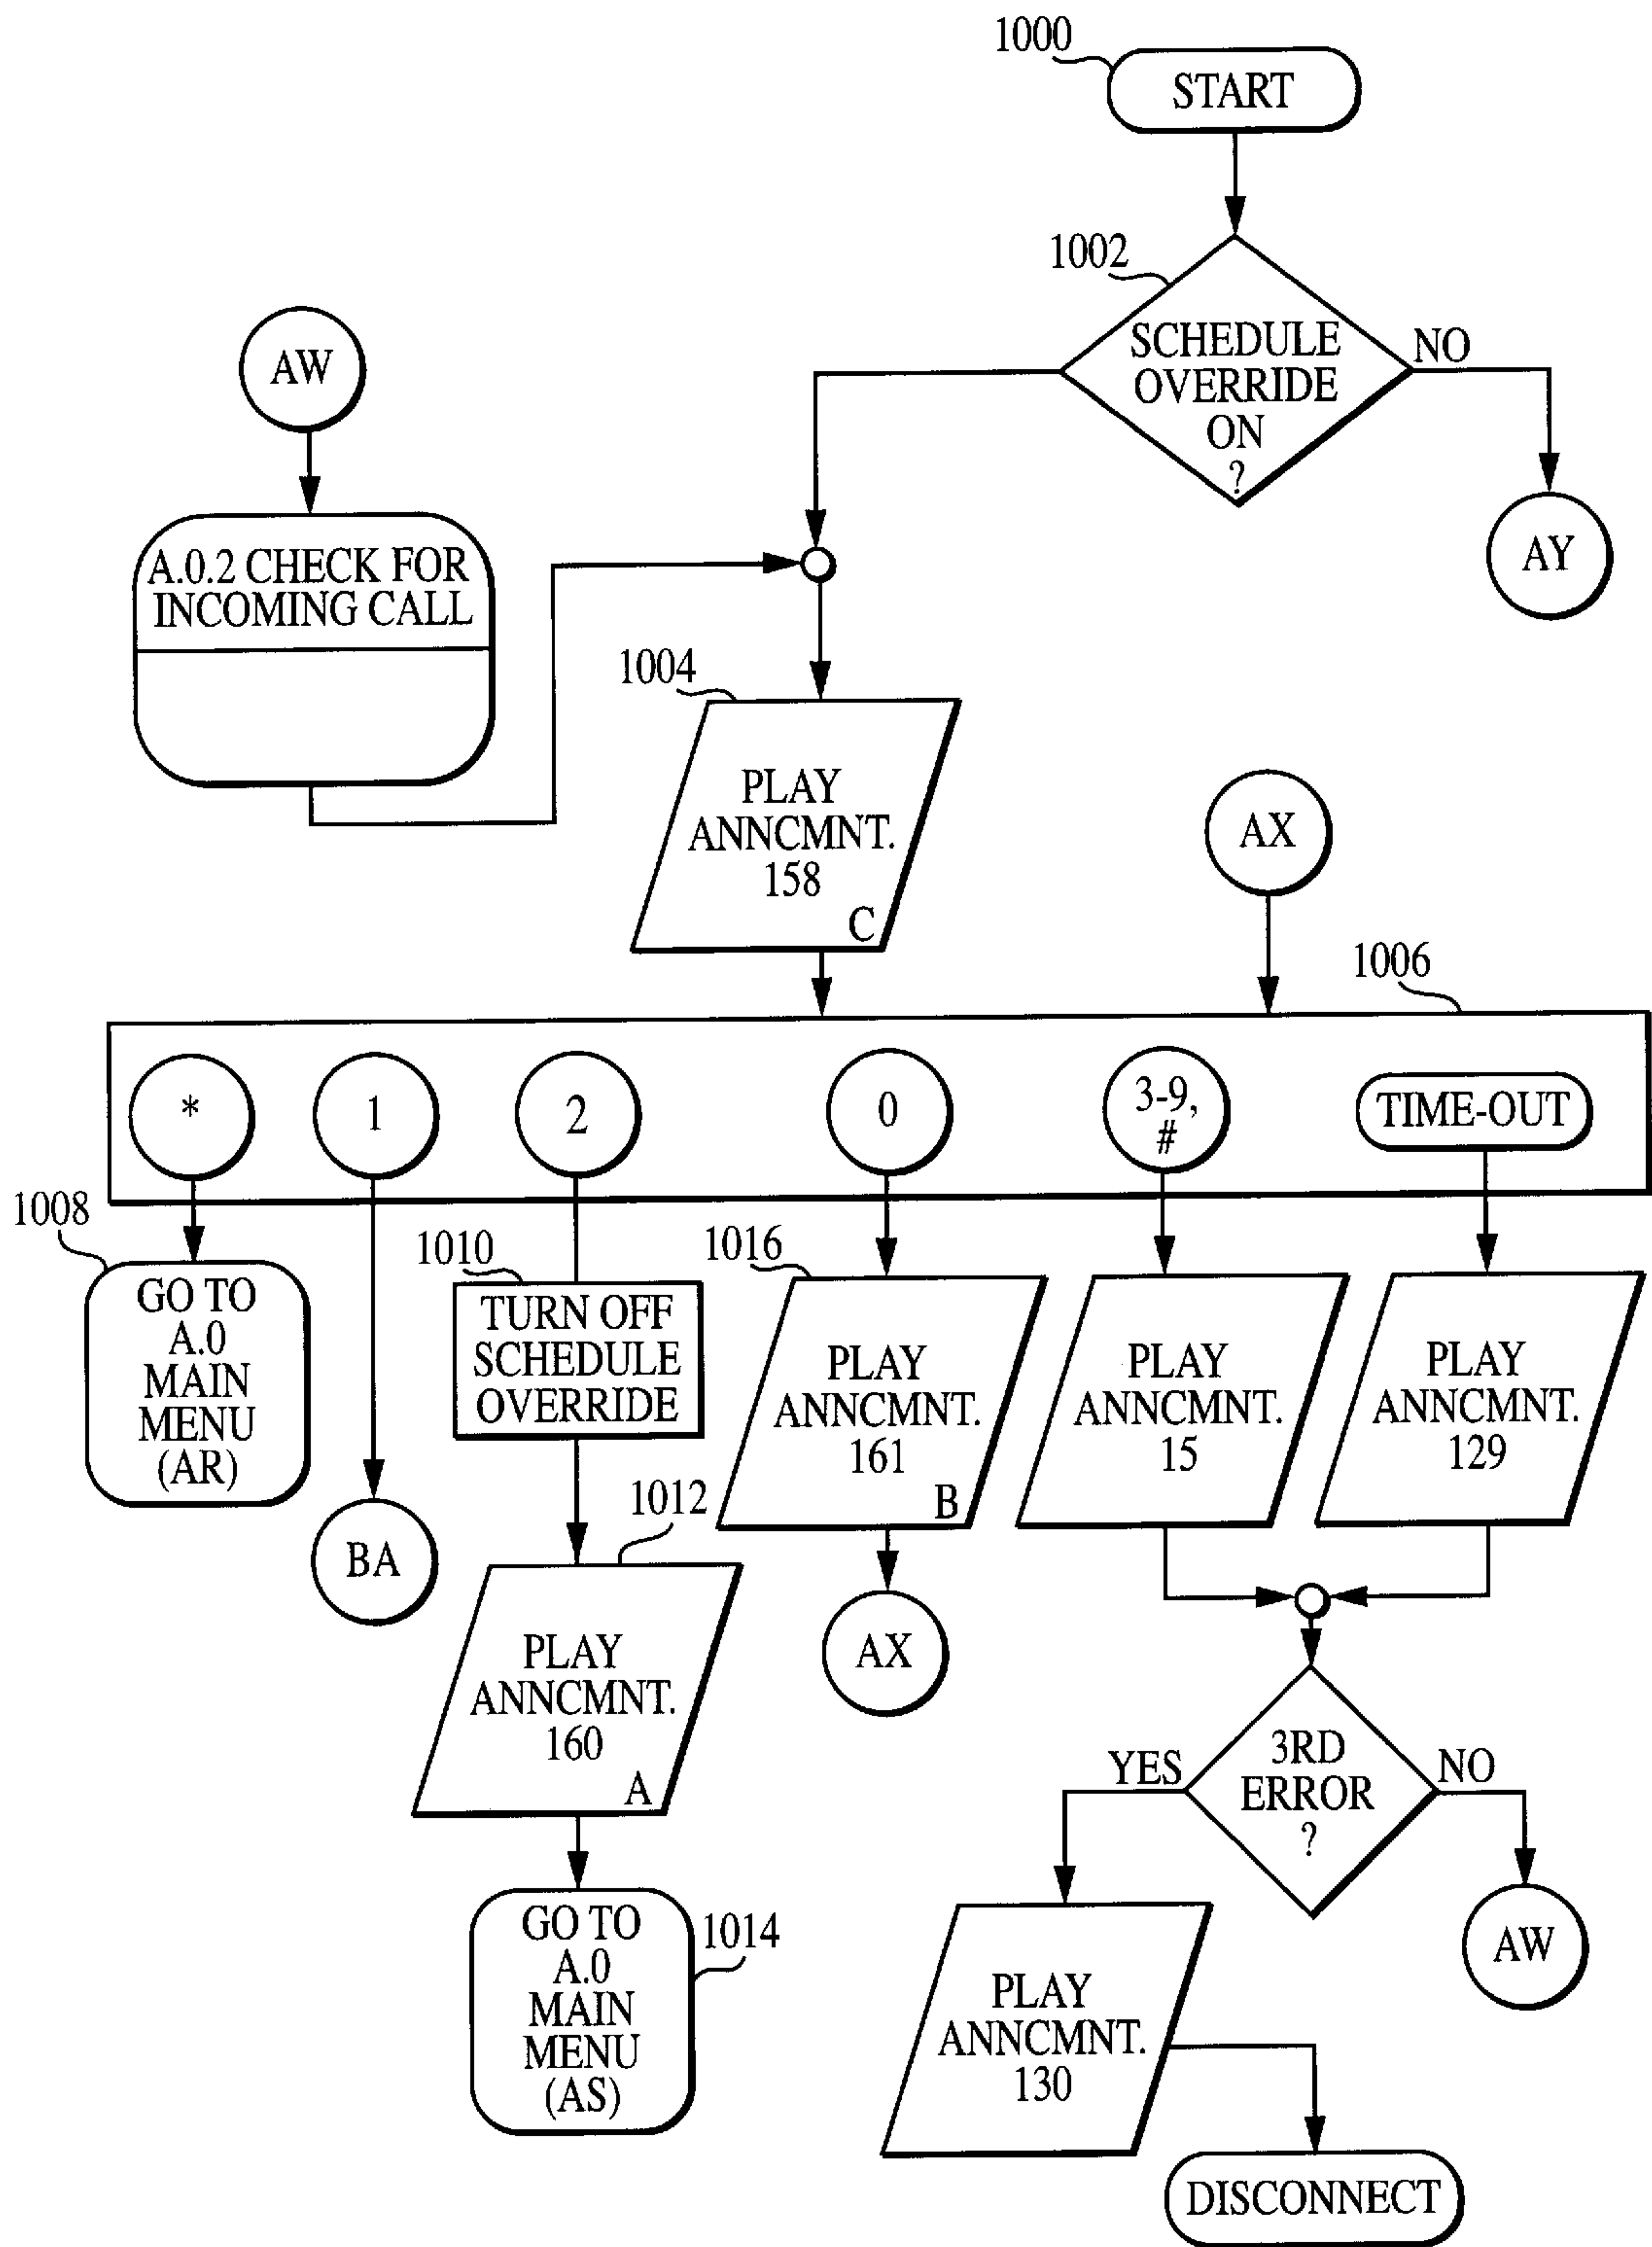 1000
START
1002
SCHEDULE
OVERRIDE
ON
?
NO
AW
AY
A.0.2 CHECK FOR
INCOMING CALL
1004
PLAY
ANNCMNT.
158
C
AX
1006
*
1
2
0
3-9,
#
TIME-OUT
1008
GO TO
A.0
MAIN
MENU
(AR)
BA
1010
TURN OFF
SCHEDULE
OVERRIDE
1012
PLAY
ANNCMNT.
160
A
GO TO
A.0
MAIN
MENU
(AS)
1014
1016
PLAY
ANNCMNT.
161
B
AX
PLAY
ANNCMNT.
15
PLAY
ANNCMNT.
129
3RD
ERROR
?
YES
NO
AW
PLAY
ANNCMNT.
130
DISCONNECT